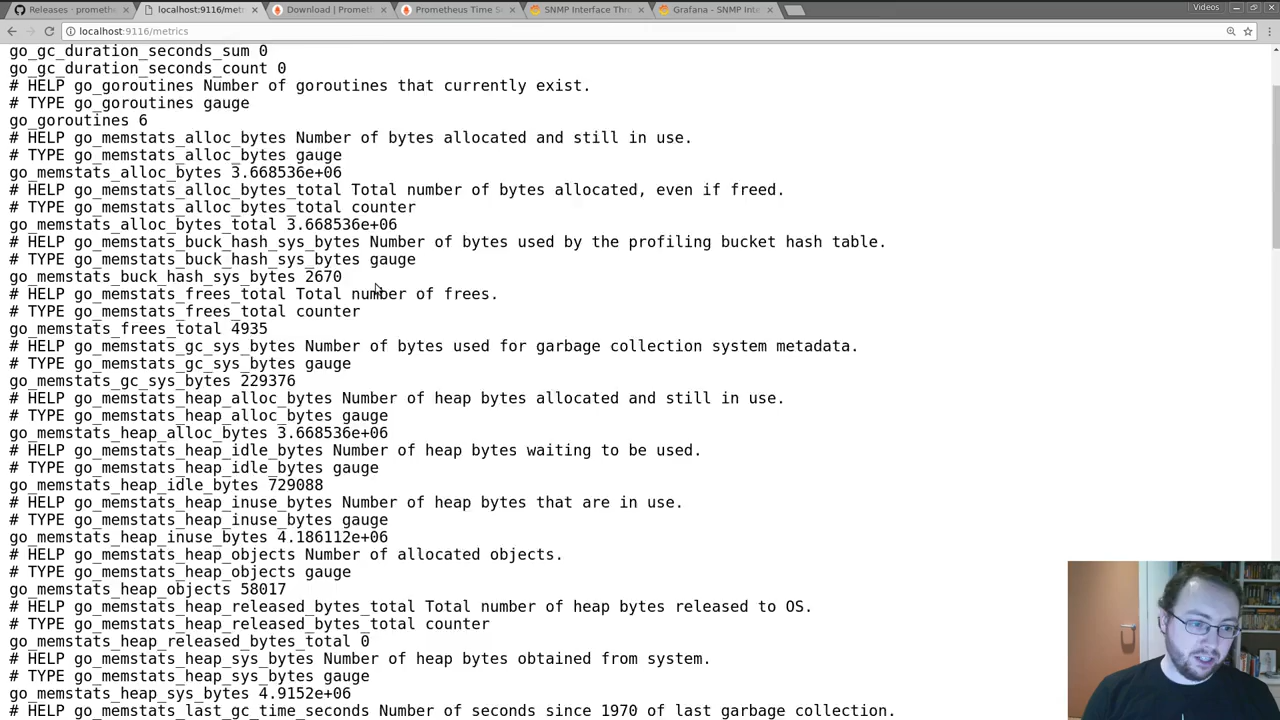 Releases · promethe
localhost:9116/metr
Download | Prometh
Prometheus Time Se
SNMP Interface Thro
Grafana - SNMP Inte
Videos
localhost:9116/metrics
go_gc_duration_seconds_sum 0
go_gc_duration_seconds_count 0
# HELP go_goroutines Number of goroutines that currently exist.
# TYPE go_goroutines gauge
go_goroutines 6
# HELP go_memstats_alloc_bytes Number of bytes allocated and still in use.
# TYPE go_memstats_alloc_bytes gauge
go_memstats_alloc_bytes 3.668536e+06
# HELP go_memstats_alloc_bytes_total Total number of bytes allocated, even if freed.
# TYPE go_memstats_alloc_bytes_total counter
go_memstats_alloc_bytes_total 3.668536e+06
# HELP go_memstats_buck_hash_sys_bytes Number of bytes used by the profiling bucket hash table.
# TYPE go_memstats_buck_hash_sys_bytes gauge
go_memstats_buck_hash_sys_bytes 2670
# HELP go_memstats_frees_total Total number of frees.
# TYPE go_memstats_frees_total counter
go_memstats_frees_total 4935
# HELP go_memstats_gc_sys_bytes Number of bytes used for garbage collection system metadata.
# TYPE go_memstats_gc_sys_bytes gauge
go_memstats_gc_sys_bytes 229376
# HELP go_memstats_heap_alloc_bytes Number of heap bytes allocated and still in use.
# TYPE go_memstats_heap_alloc_bytes gauge
go_memstats_heap_alloc_bytes 3.668536e+06
# HELP go_memstats_heap_idle_bytes Number of heap bytes waiting to be used.
# TYPE go_memstats_heap_idle_bytes gauge
go_memstats_heap_idle_bytes 729088
# HELP go_memstats_heap_inuse_bytes Number of heap bytes that are in use.
# TYPE go_memstats_heap_inuse_bytes gauge
go_memstats_heap_inuse_bytes 4.186112e+06
# HELP go_memstats_heap_objects Number of allocated objects.
# TYPE go_memstats_heap_objects gauge
go_memstats_heap_objects 58017
# HELP go_memstats_heap_released_bytes_total Total number of heap bytes released to OS.
# TYPE go_memstats_heap_released_bytes_total counter
go_memstats_heap_released_bytes_total 0
# HELP go_memstats_heap_sys_bytes Number of heap bytes obtained from system.
# TYPE go_memstats_heap_sys_bytes gauge
go_memstats_heap_sys_bytes 4.9152e+06
# HELP go_memstats_last_gc_time_seconds Number of seconds since 1970 of last garbage collection.